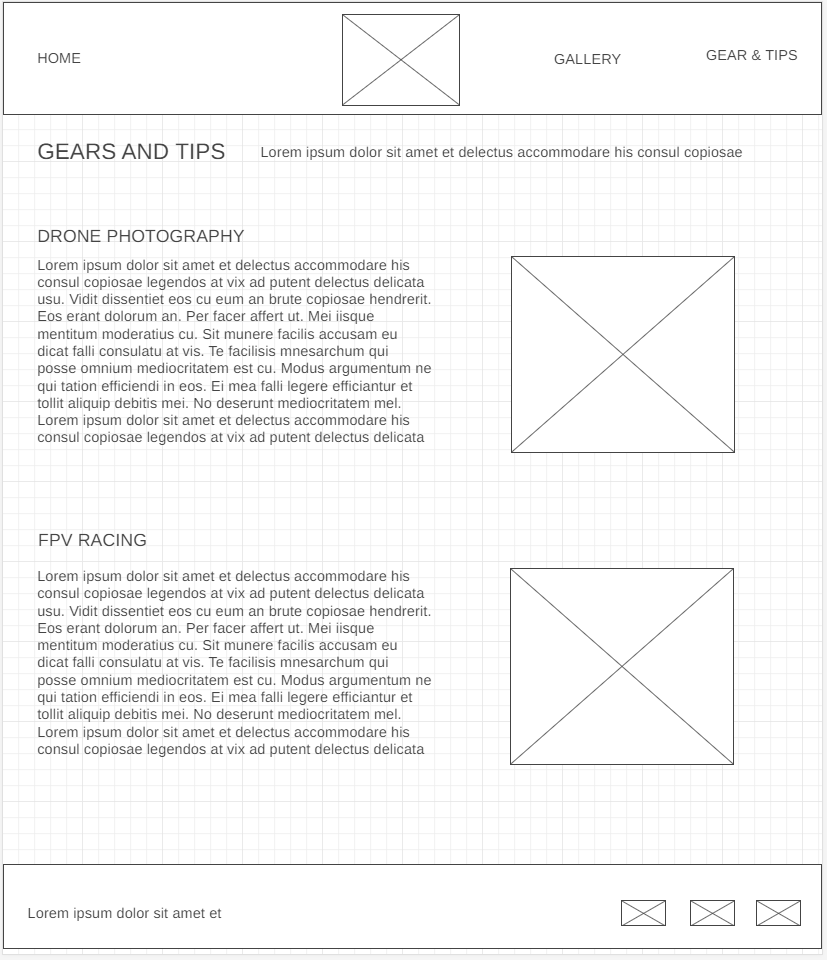 HOME
GALLERY
GEAR & TIPS
GEARS AND TIPS
Lorem ipsum dolor sit amet et delectus accommodare his consul copiosae
DRONE PHOTOGRAPHY
Lorem ipsum dolor sit amet et delectus accommodare his
consul copiosae legendos at vix ad putent delectus delicata
usu. Vidit dissentiet eos cu eum an brute copiosae hendrerit.
Eos erant dolorum an. Per facer affert ut. Mei iisque
mentitum moderatius cu. Sit munere facilis accusam eu
dicat falli consulatu at vis. Te facilisis mnesarchum qui
posse omnium mediocritatem est cu. Modus argumentum ne
qui tation efficiendi in eos. Ei mea falli legere efficiantur et
tollit aliquip debitis mei. No deserunt mediocritatem mel.
Lorem ipsum dolor sit amet et delectus accommodare his
consul copiosae legendos at vix ad putent delectus delicata
FPV RACING
Lorem ipsum dolor sit amet et delectus accommodare his
consul copiosae legendos at vix ad putent delectus delicata
usu. Vidit dissentiet eos cu eum an brute copiosae hendrerit.
Eos erant dolorum an. Per facer affert ut. Mei iisque
mentitum moderatius cu. Sit munere facilis accusam eu
dicat falli consulatu at vis. Te facilisis mnesarchum qui
posse omnium mediocritatem est cu. Modus argumentum ne
qui tation efficiendi in eos. Ei mea falli legere efficiantur et
tollit aliquip debitis mei. No deserunt mediocritatem mel.
Lorem ipsum dolor sit amet et delectus accommodare his
consul copiosae legendos at vix ad putent delectus delicata
Lorem ipsum dolor sit amet et